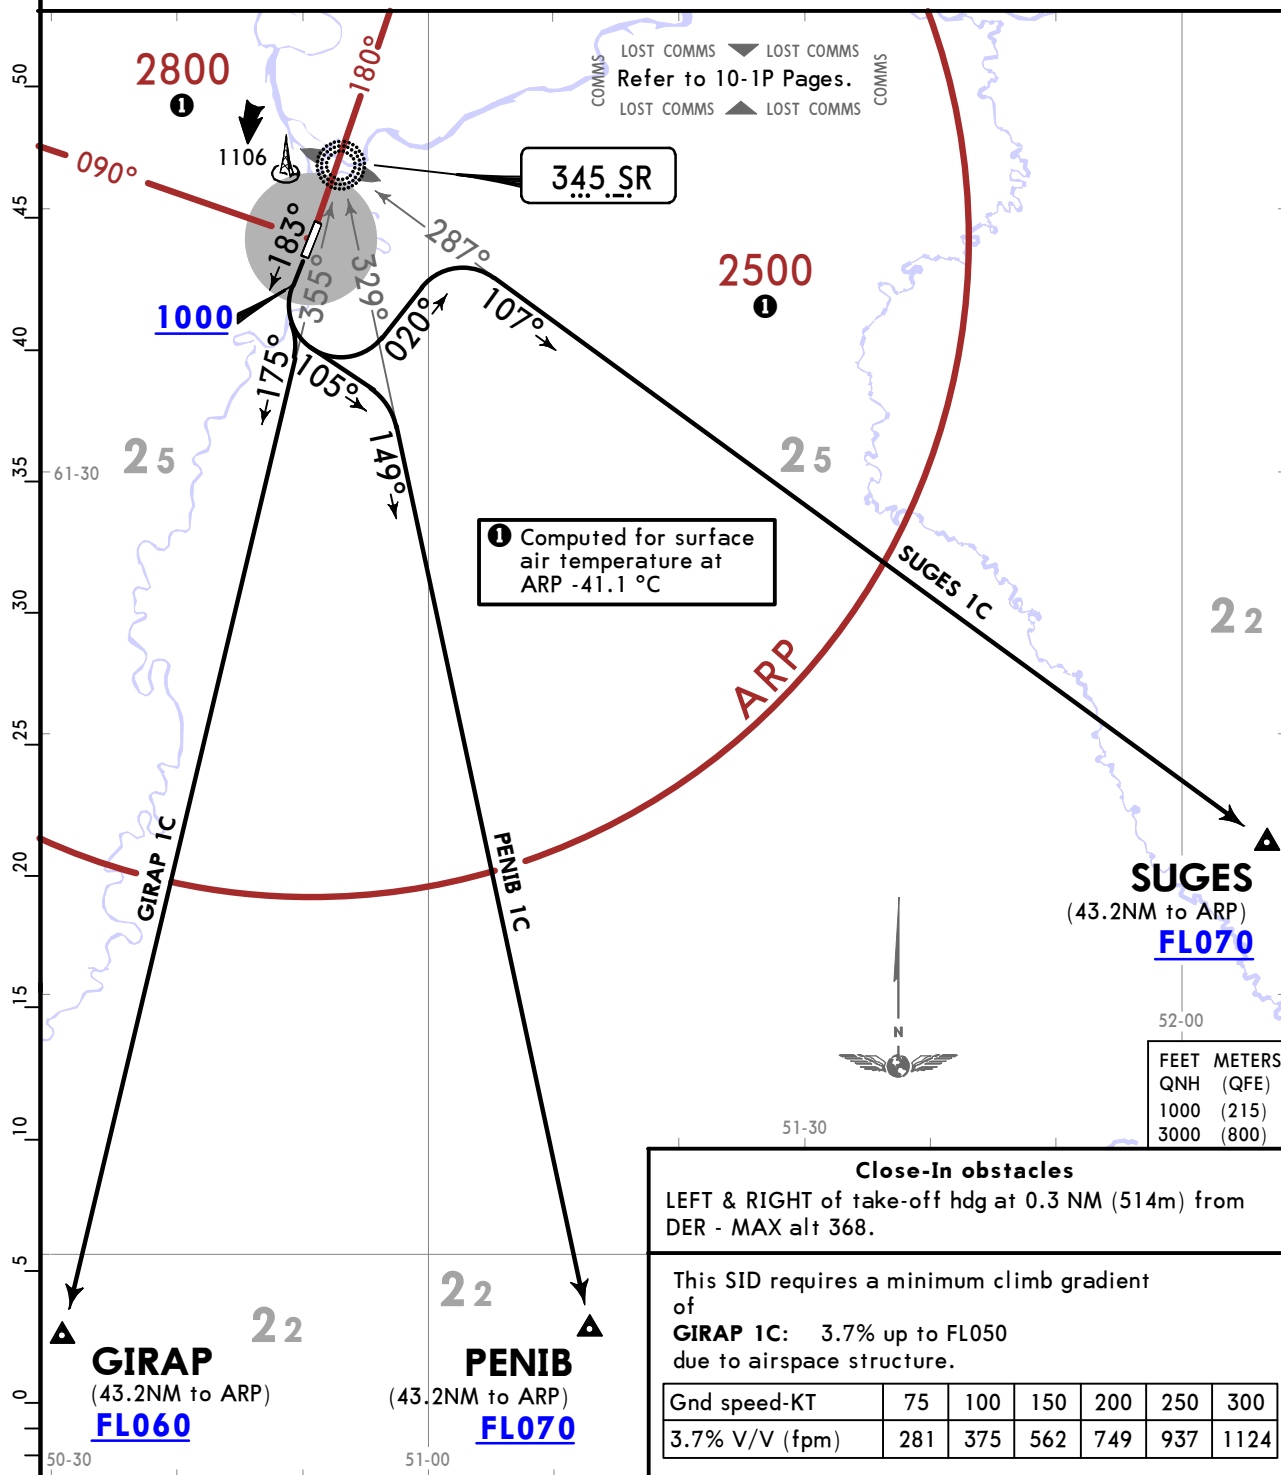 50
45
40
35
30
25
20
15
10
5
0
2800
❶
180°
090°
1106
LOST COMMS LOST COMMS
COMMS
Refer to 10-1P Pages.
COMMS
LOST COMMS LOST COMMS
345 SR
183°
355°
329°
287°
2500
❶
1000
020°
107°
175°
105°
149°
25
61-30
25
❶ Computed for surface
air temperature at
ARP -41.1 °C
SUGES 1C
22
ARP
GIRAP 1C
PENIB 1C
SUGES
(43.2NM to ARP)
FL070
N
52-00
FEET METERS
QNH (QFE)
1000 (215)
3000 (800)
51-30
Close-In obstacles
LEFT & RIGHT of take-off hdg at 0.3 NM (514m) from
DER - MAX alt 368.
This SID requires a minimum climb gradient
of
GIRAP 1C: 3.7% up to FL050
due to airspace structure.
Gnd speed-KT 75 100 150 200 250 300
3.7% V/V (fpm) 281 375 562 749 937 1124
22
22
GIRAP
(43.2NM to ARP)
FL060
PENIB
(43.2NM to ARP)
FL070
50-30
51-00